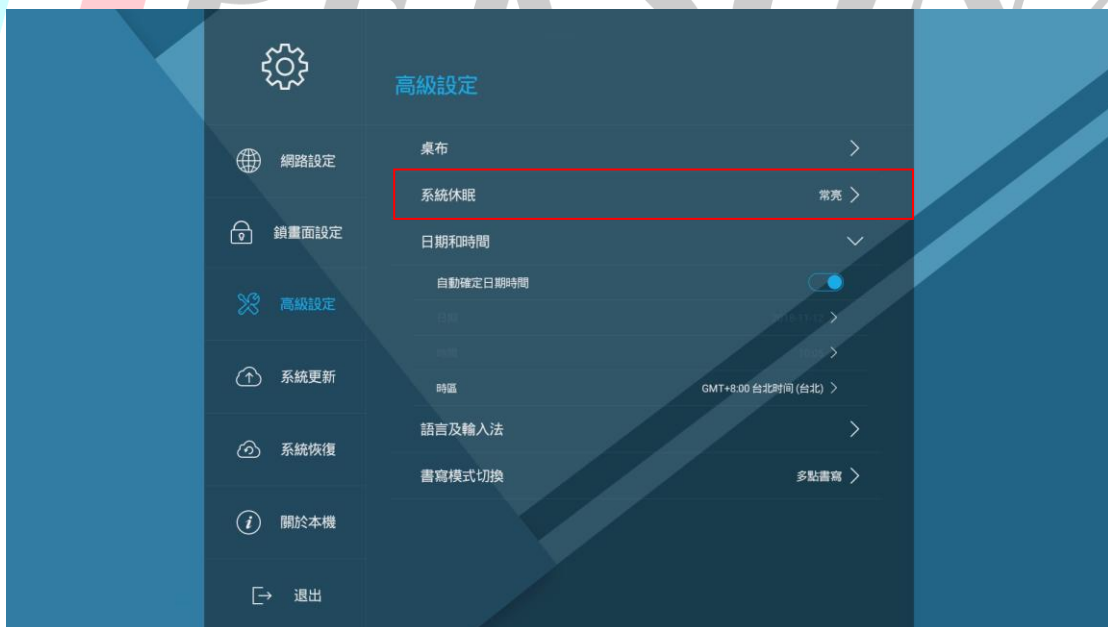 高級設定
網路設定
鎖畫面設定
高級設定
系統更新
系統恢復
關於本機
退出
桌布
系統休眠 常亮
日期和時間
自動確定日期時間
日期
時間
時區 GMT+8:00 台北时间 (台北)
語言及輸入法
書寫模式切換 多點書寫